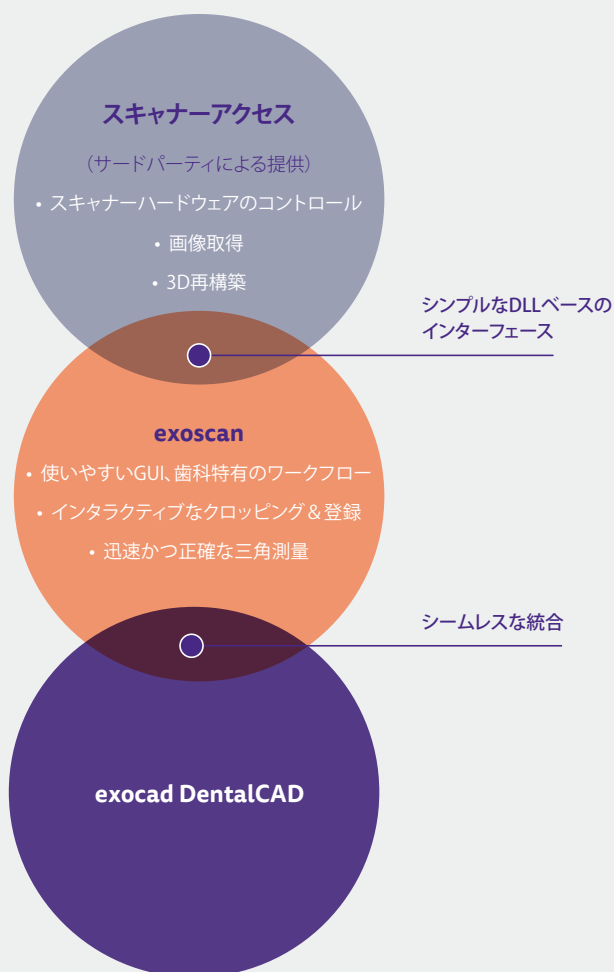 スキャナーアクセス
(サードパーティによる提供)
• スキャナーハードウェアのコントロール
• 画像取得
• 3D再構築
シンプルなDLLベースの
インターフェース
exoscan
• 使いやすいGUI、歯科特有のワークフロー
• インタラクティブなクロッピング＆登録
• 迅速かつ正確な三角測量
シームレスな統合
exocad DentalCAD